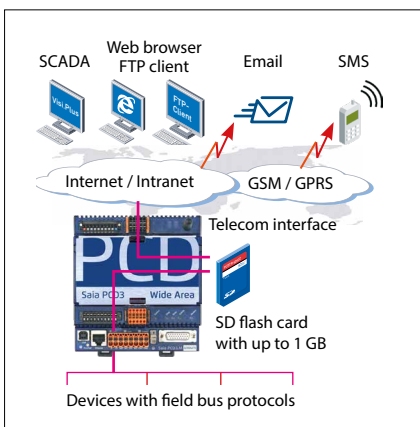 Web browser
SCADA
FTP client
Email
SMS
Visi.Plus
FTP-
Client
Internet / Intranet
GSM / GPRS
Telecom interface
PCD
Saia PCD3
Wide Area
SD flash card
with up to 1 GB
Devices with field bus protocols